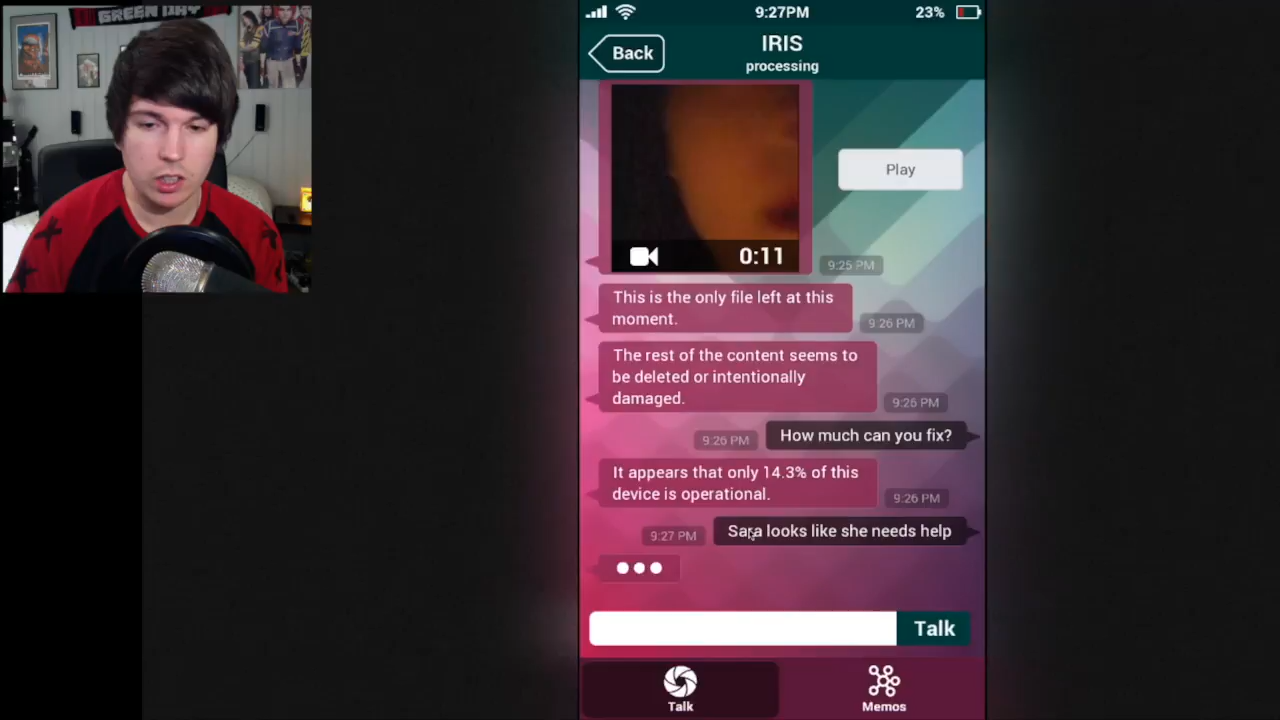 GREEN DAY
9:27PM
23%
Back
IRIS
processing
Play
0:11
9:25 PM
This is the only file left at this
moment.
9:26 PM
The rest of the content seems to
be deleted or intentionally
damaged.
9:26 PM
How much can you fix?
9:26 PM
It appears that only 14.3% of this
device is operational.
9:26 PM
Sara looks like she needs help
9:27 PM
Talk
Talk
Memos